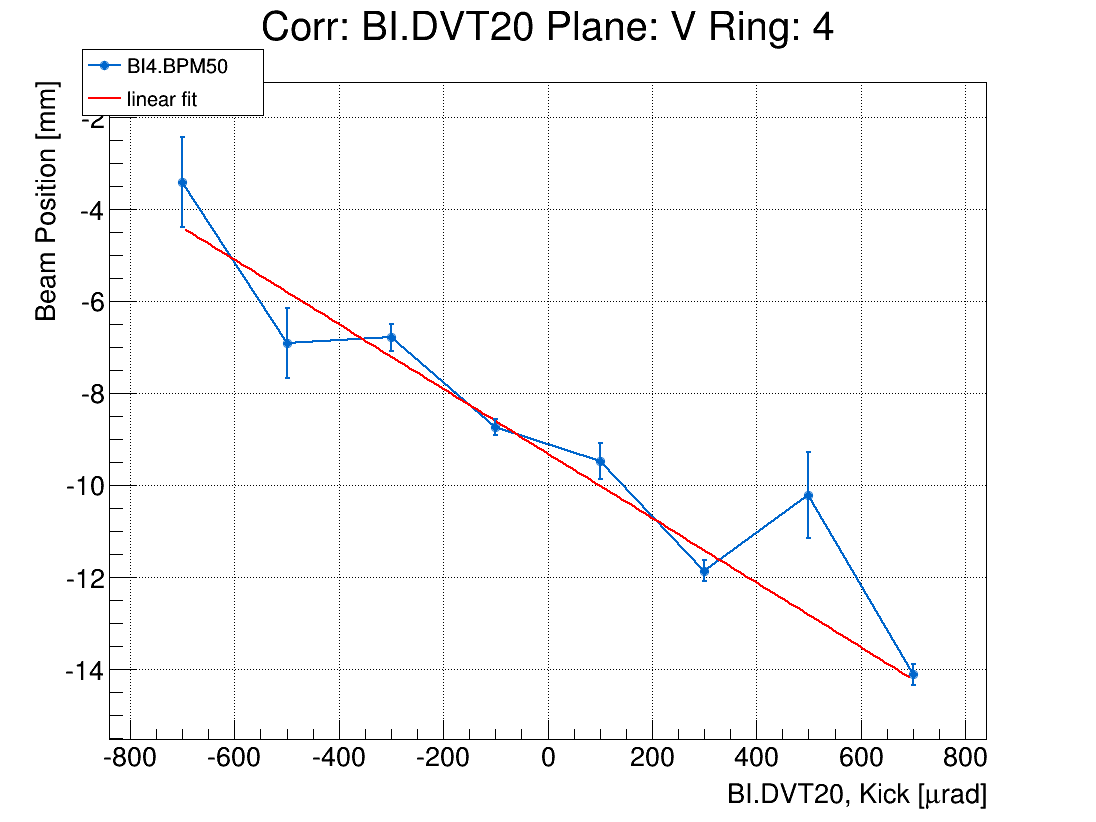 Corr: BI.DVT20 Plane: V Ring: 4
BI4.BPM50
linear fit
Beam Position [mm]
-2
-4
-6
-8
-10
-12
-14
-800 -600 -400 -200 0 200 400 600 800
BI.DVT20, Kick [μrad]